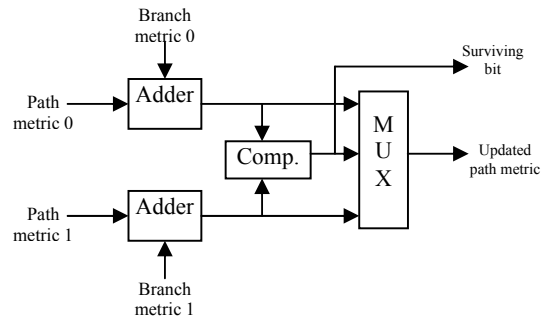 Branch
metric 0
Surviving
bit
Adder
Path
metric 0
M
U
X
Comp.
Updated
path metric
Adder
Path
metric 1
Branch
metric 1